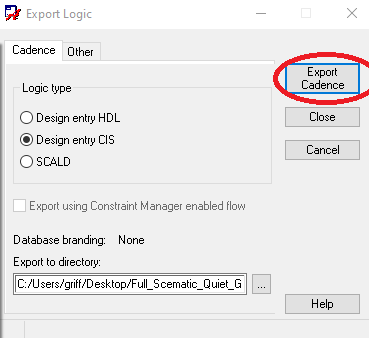 Export Logic
Cadence
Other
Export
Cadence
Logic type
Design entry HDL
Close
Design entry CIS
Cancel
SCALD
Export using Constraint Manager enabled flow
Database branding: None
Export to directory:
C:/Users/griff/Desktop/Full_Scematic_Quiet_G
...
Help